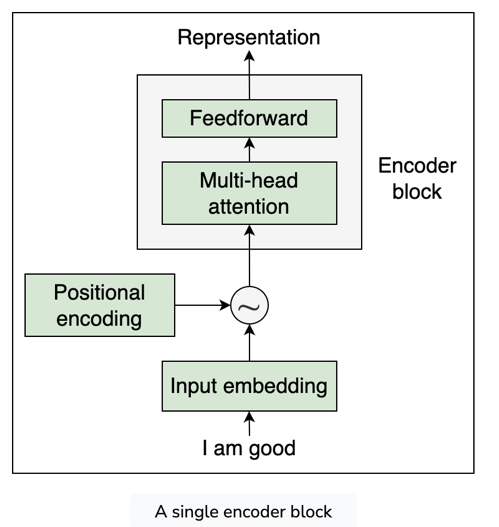 Representation
Feedforward
Multi-head
attention
Encoder
block
Positional
encoding
~
Input embedding
I am good
A single encoder block